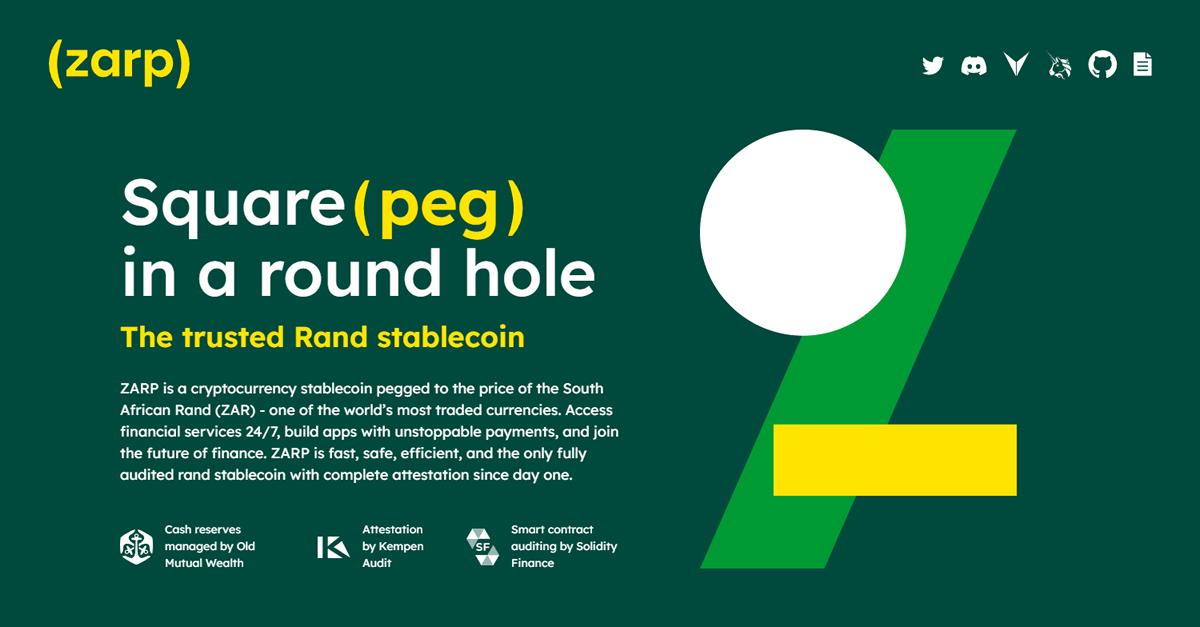 (zarp)
Square (peg)
in a round hole
The trusted Rand stablecoin
ZARP is a cryptocurrency stablecoin pegged to the price of the South
African Rand (ZAR) - one of the world's most traded currencies. Access
financial services 24/7, build apps with unstoppable payments, and join
the future of finance. ZARP is fast, safe, efficient, and the only fully
audited rand stablecoin with complete attestation since day one.
Cash reserves
managed by Old
Mutual Wealth
Attestation
by Kempen
Audit
SF
Smart contract
auditing by Solidity
Finance